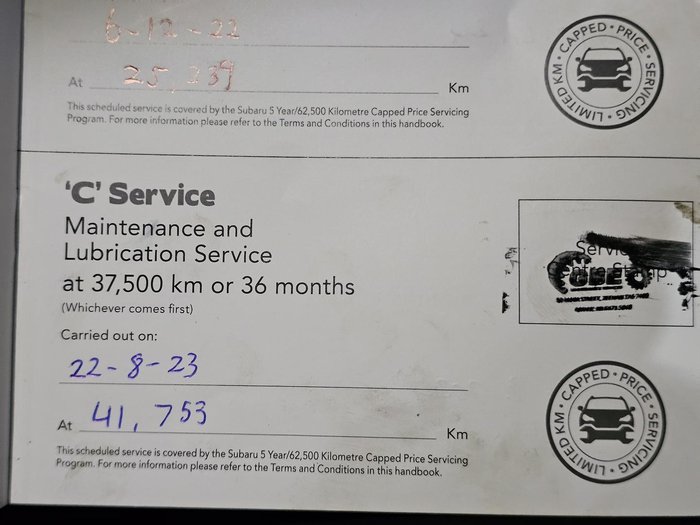 6-12-22
At 25,239 Km
This scheduled service is covered by the Subaru 5 Year/62,500 Kilometre Capped Price Servicing
Program. For more information please refer to the Terms and Conditions in this handbook.
LIMITED KM • CAPPED • PRICE • SERVICING •
'C' Service
Maintenance and
Lubrication Service
at 37,500 km or 36 months
(Whichever comes first)
Carried out on:
22-8-23
At 41,753 Km
This scheduled service is covered by the Subaru 5 Year/62,500 Kilometre Capped Price Servicing
Program. For more information please refer to the Terms and Conditions in this handbook.
Service
Centre Stamp
LIMITED KM • CAPPED • PRICE • SERVICING •